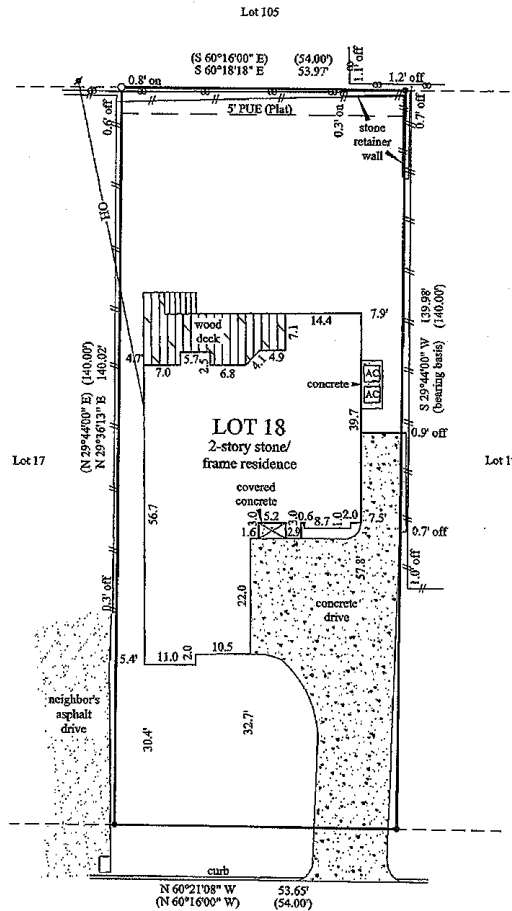 Lot 105
(S 60°16'00" E) (54.00')
S 60°18'18" E 53.97'
0.8' on
1.1' off
1.2' off
5' PUE (Plat)
0.6' off
0.3' on
0.7' off
stone
retainer
wall
HO
14.4
7.9'
wood
deck
7.1
4.7'
7.0
5.7
2.5
6.8
4.1
4.9
concrete
AC
AC
(N 29°44'00" E) (140.00')
N 29°36'13" E 140.02'
S 29°44'00" W 139.98'
(bearing basis) (140.00')
39.7
LOT 18
2-story stone/
frame residence
0.9' off
Lot 17
Lot 1
covered
concrete
56.7
3.0
5.2
3.0
0.6
8.7
1.0
2.0
7.5'
1.6
2.9
0.7' off
57.8'
1.0' off
0.3' off
22.0
concrete
drive
5.4'
11.0
2.0
10.5
neighbor's
asphalt
drive
30.4'
32.7'
curb
N 60°21'08" W 53.65'
(N 60°16'00" W) (54.00')